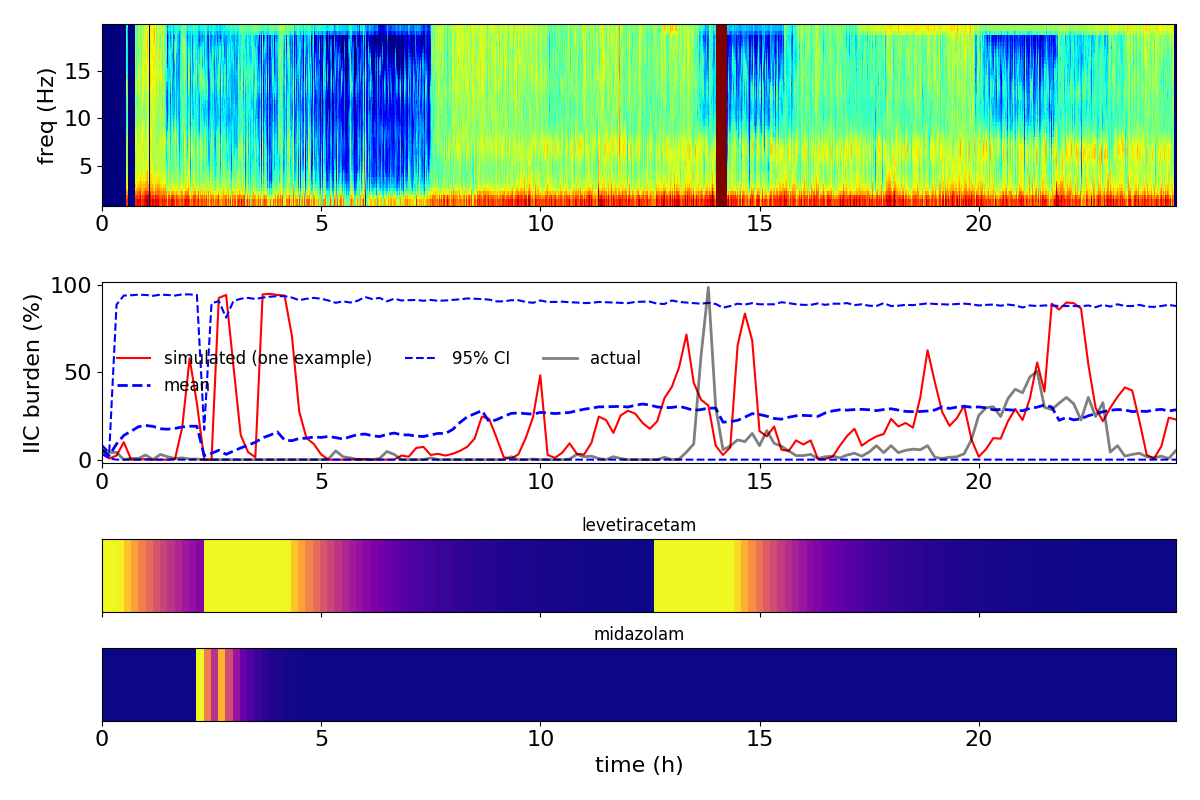 freq (Hz)
15
10
5
0 5 10 15 20
IIC burden (%)
100
50
0
simulated (one example) 95% CI actual
mean
0 5 10 15 20
levetiracetam
midazolam
0 5 10 15 20
time (h)